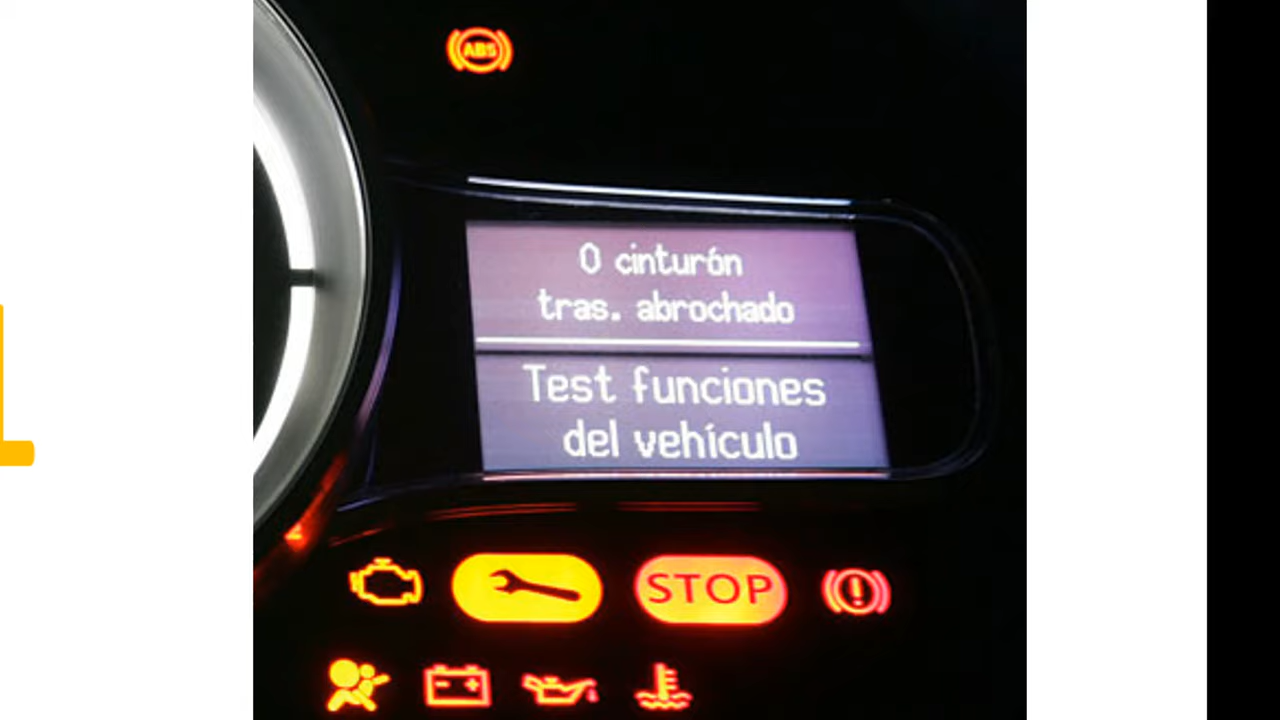 ABS
0 cinturón
tras. abrochado
Test funciones
del vehículo
STOP